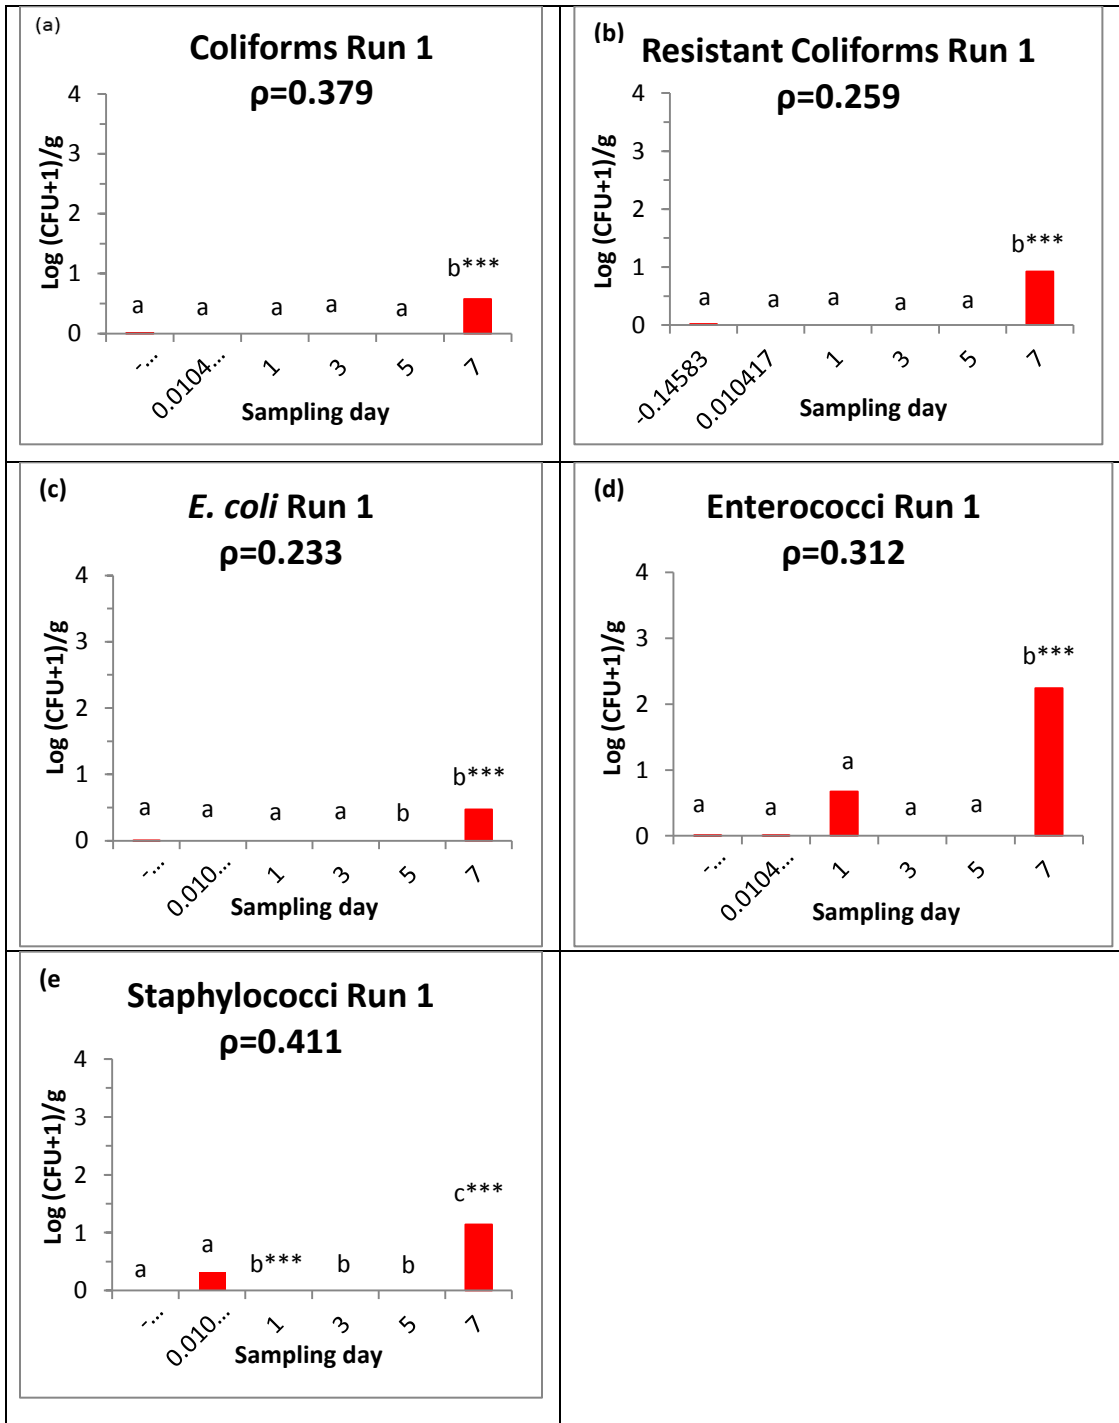 (a)
Coliforms Run 1
ρ=0.379
Log (CFU+1)/g
4
3
2
1
0
a
a
a
a
a
b***
-...
0.0104...
1
3
5
7
Sampling day
(b)
Resistant Coliforms Run 1
ρ=0.259
Log (CFU+1)/g
4
3
2
1
0
a
a
a
a
a
b***
-0.14583
0.010417
1
3
5
7
Sampling day
(c)
E. coli Run 1
ρ=0.233
Log (CFU+1)/g
4
3
2
1
0
a
a
a
a
b
b***
-...
0.010...
1
3
5
7
Sampling day
(d)
Enterococci Run 1
ρ=0.312
Log (CFU+1)/g
4
3
2
1
0
a
a
a
a
a
b***
-...
0.0104...
1
3
5
7
Sampling day
(e
Staphylococci Run 1
ρ=0.411
Log (CFU+1)/g
4
3
2
1
0
a
a
b***
b
b
c***
-...
0.010...
1
3
5
7
Sampling day